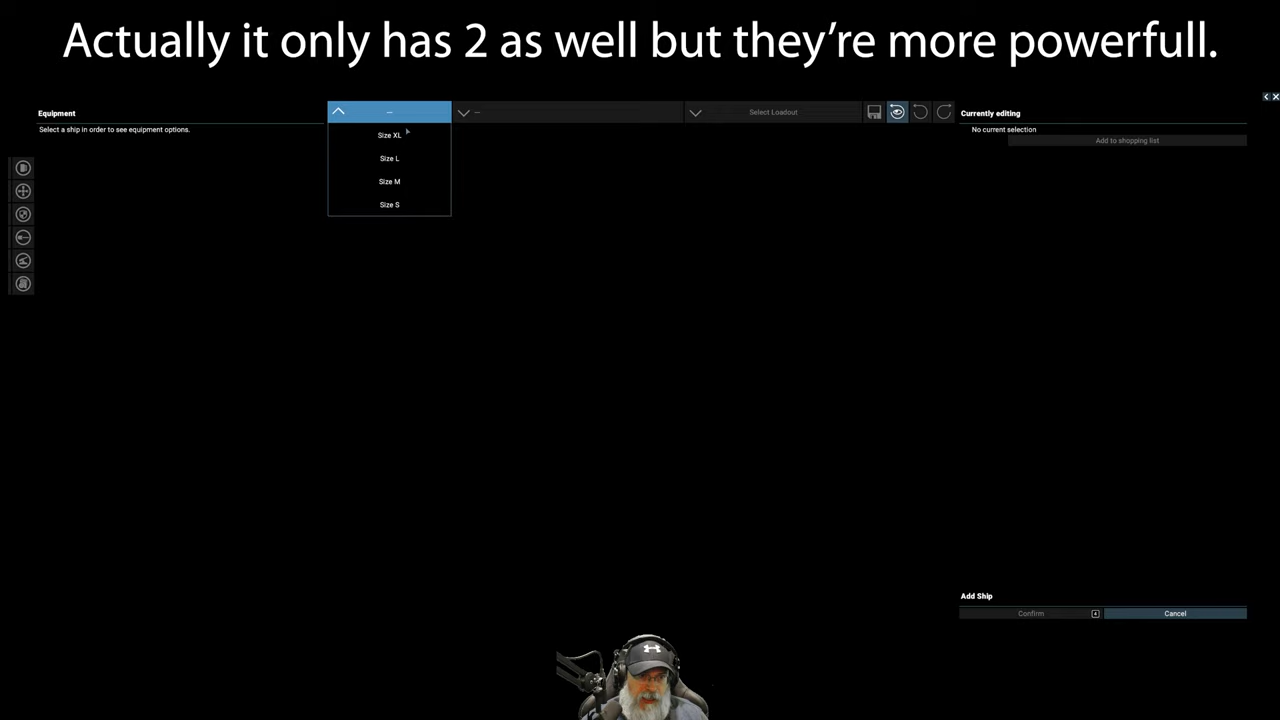 Actually it only has 2 as well but they're more powerfull.
Equipment
Select a ship in order to see equipment options.
--
--
Select Loadout
Currently editing
No current selection
Add to shopping list
Size XL
Size L
Size M
Size S
Add Ship
Confirm
Cancel